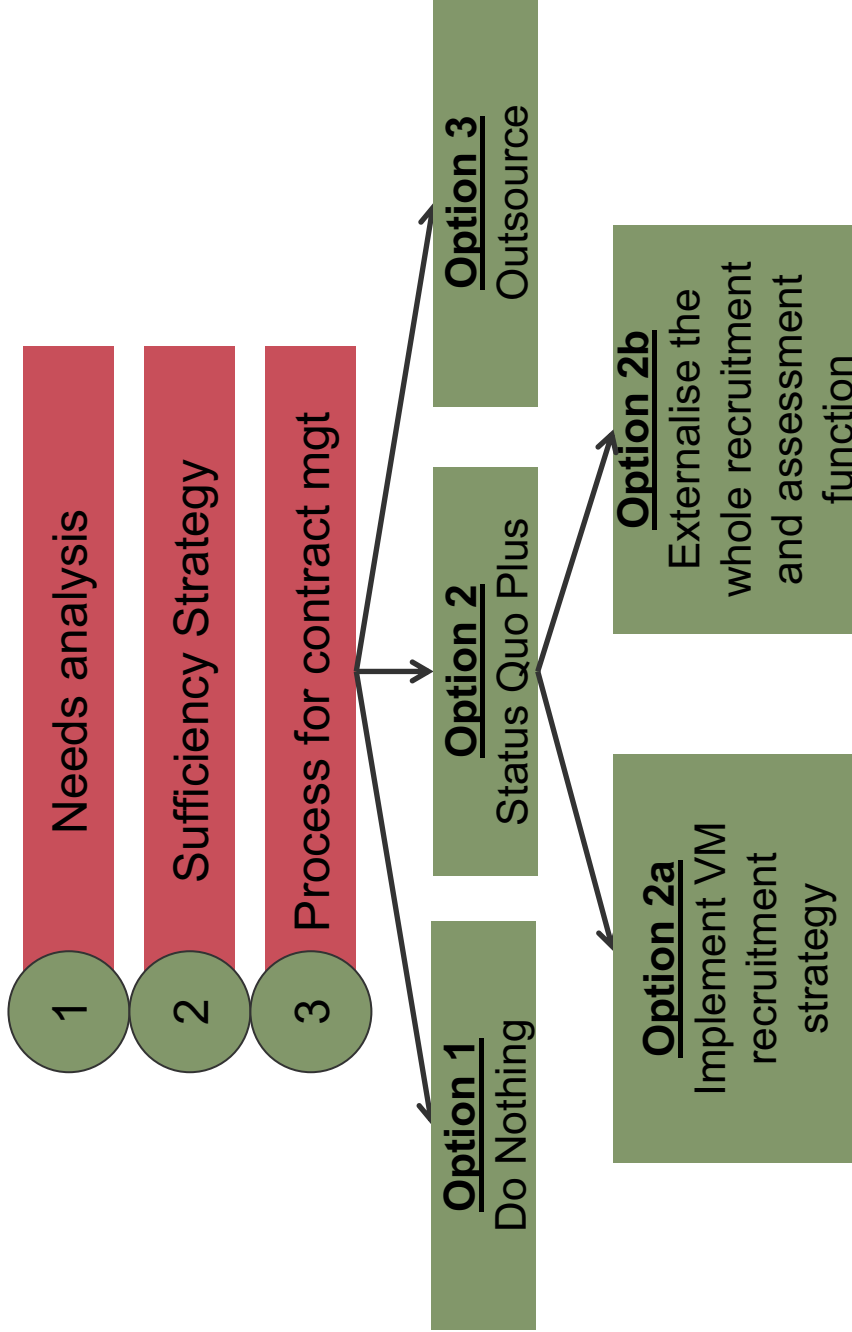 1
Needs analysis
2
Sufficiency Strategy
3
Process for contract mgt
Option 1
Do Nothing
Option 2
Status Quo Plus
Option 3
Outsource
Option 2a
Implement VM
recruitment
strategy
Option 2b
Externalise the
whole recruitment
and assessment
function